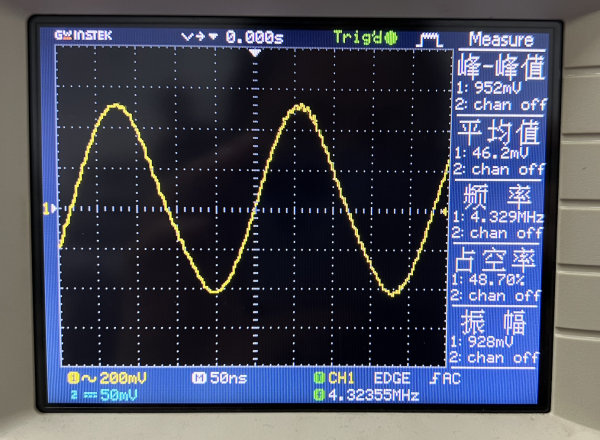 GWINSTEK 0.000s Trig'd Measure
峰-峰值
1: 952mV
2: chan off
平均值
1: 46.2mV
2: chan off
频率
1: 4.329MHz
2: chan off
占空率
1: 48.70%
2: chan off
振幅
1: 928mV
2: chan off
1
1 200mV M 50ns T CH1 EDGE AC
2 50mV f 4.32355MHz